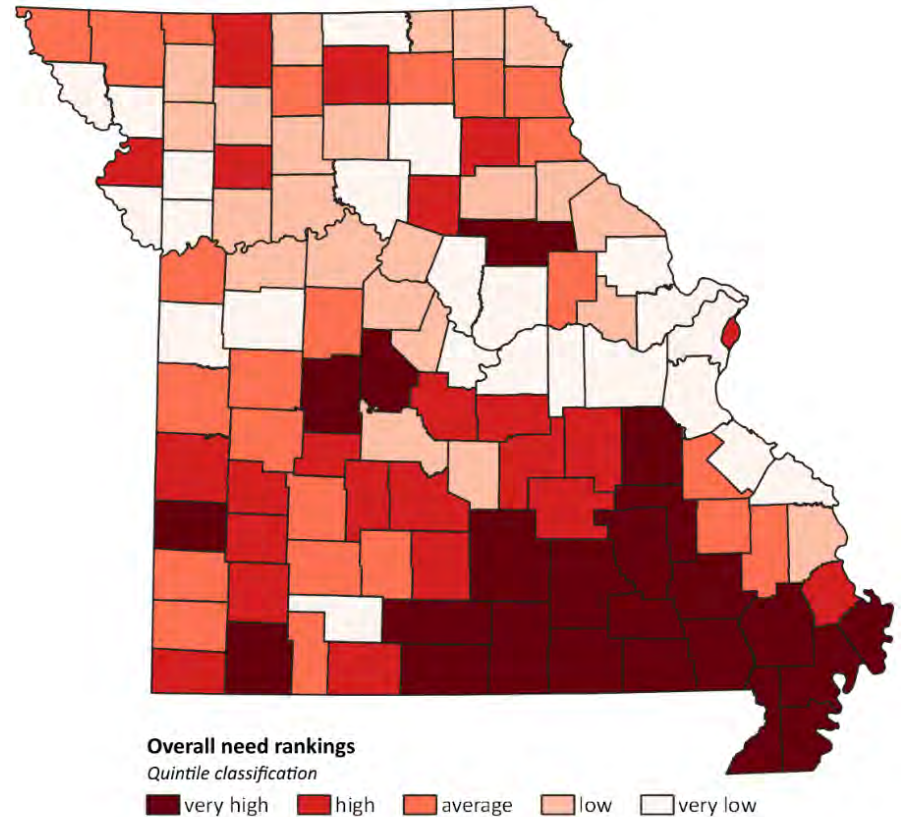 Overall need rankings
Quintile classification
very high high average low very low